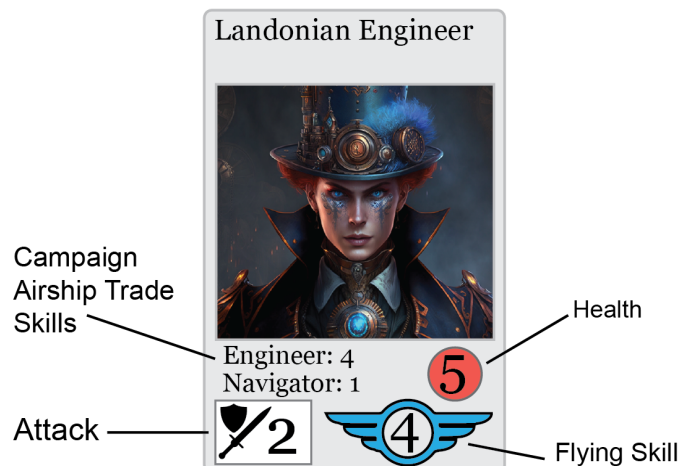 Landonian Engineer
Campaign
Airship Trade
Skills
Engineer: 4
Navigator: 1
Health
5
Attack
2
4
Flying Skill